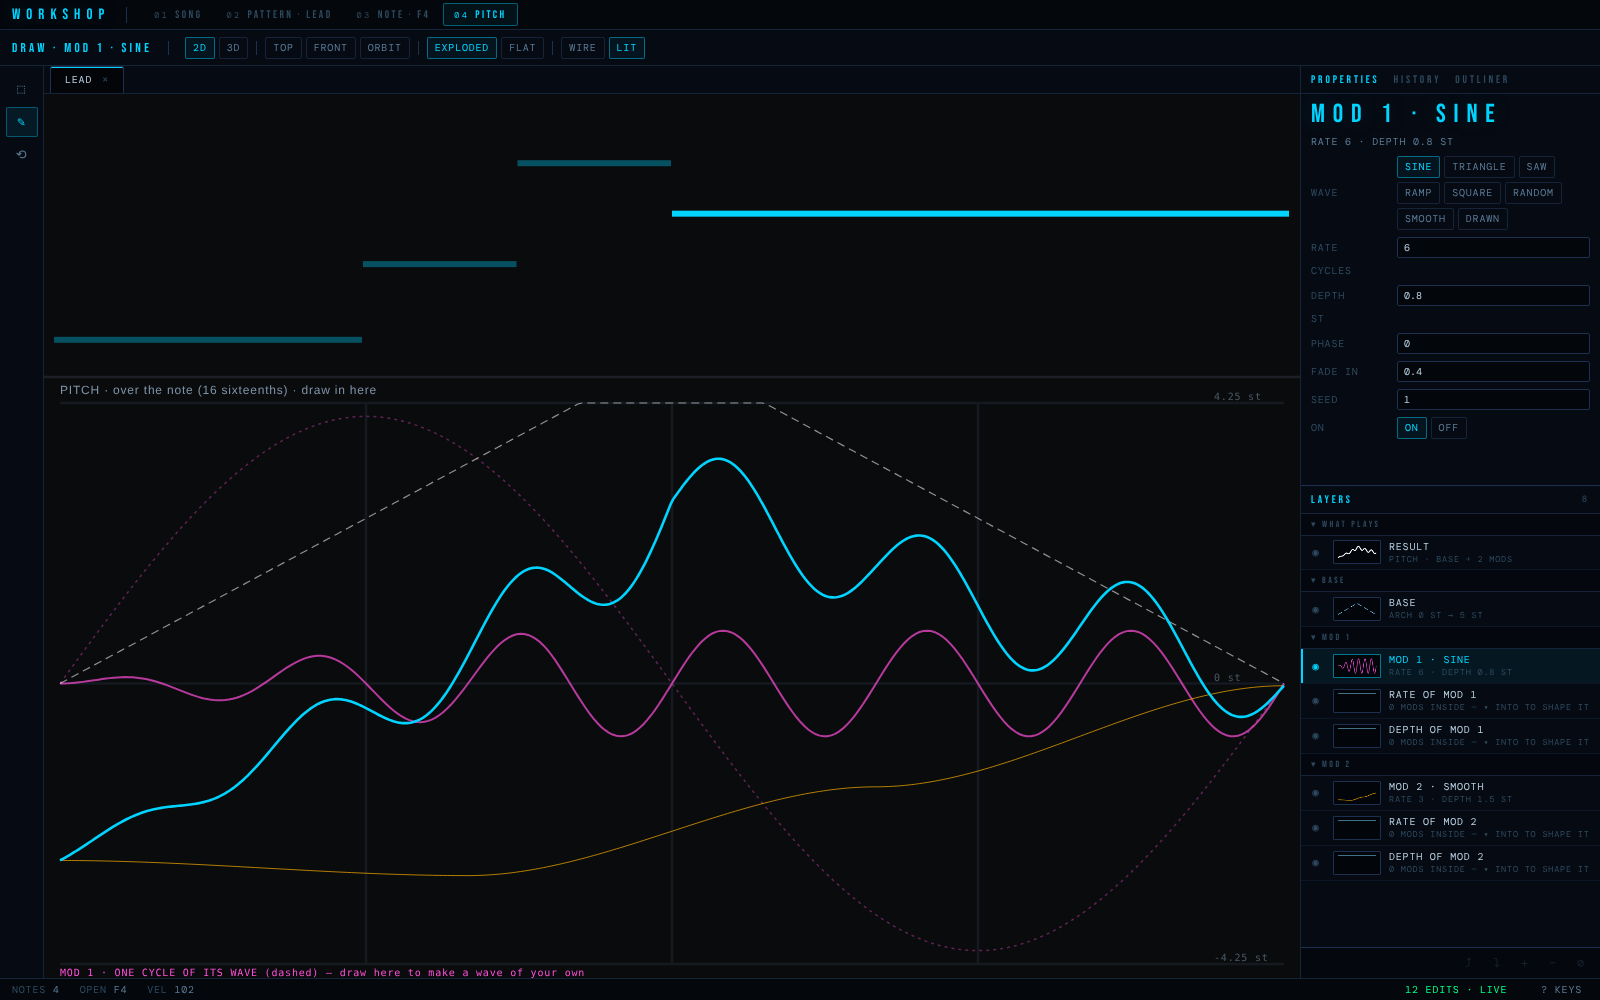 WORKSHOP 01 SONG 02 PATTERN · LEAD 03 NOTE · F4 04 PITCH
DRAW · MOD 1 · SINE 2D 3D TOP FRONT ORBIT EXPLODED FLAT WIRE LIT
LEAD ×
PITCH · over the note (16 sixteenths) · draw in here
4.25 st
0 st
-4.25 st
MOD 1 · ONE CYCLE OF ITS WAVE (dashed) — draw here to make a wave of your own
PROPERTIES HISTORY OUTLINER
MOD 1 · SINE
RATE 6 · DEPTH 0.8 ST
WAVE
SINE TRIANGLE SAW
RAMP SQUARE RANDOM
SMOOTH DRAWN
RATE 6
CYCLES
DEPTH 0.8
ST
PHASE 0
FADE IN 0.4
SEED 1
ON ON OFF
LAYERS 8
▾ WHAT PLAYS
RESULT
PITCH · BASE + 2 MODS
▾ BASE
BASE
ARCH 0 ST → 5 ST
▾ MOD 1
MOD 1 · SINE
RATE 6 · DEPTH 0.8 ST
RATE OF MOD 1
0 MODS INSIDE — ▾ INTO TO SHAPE IT
DEPTH OF MOD 1
0 MODS INSIDE — ▾ INTO TO SHAPE IT
▾ MOD 2
MOD 2 · SMOOTH
RATE 3 · DEPTH 1.5 ST
RATE OF MOD 2
0 MODS INSIDE — ▾ INTO TO SHAPE IT
DEPTH OF MOD 2
0 MODS INSIDE — ▾ INTO TO SHAPE IT
NOTES 4 OPEN F4 VEL 102 12 EDITS · LIVE ? KEYS